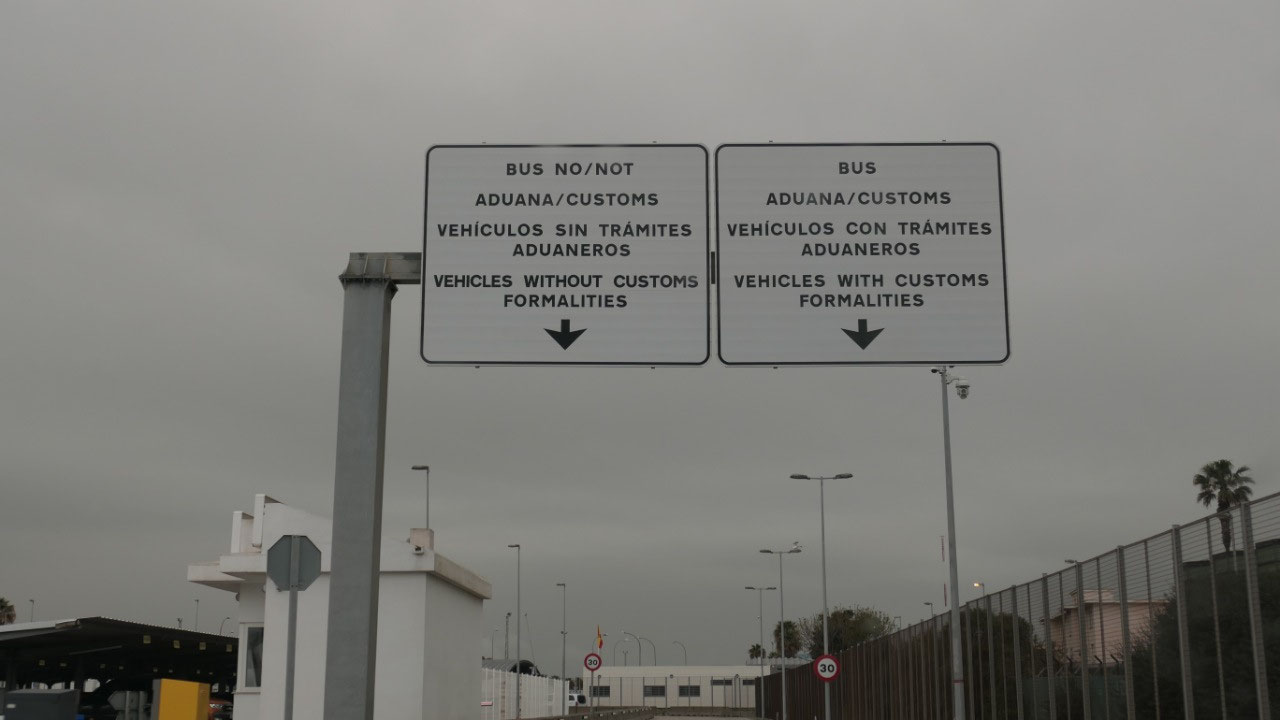 BUS NO/NOT
ADUANA/CUSTOMS
VEHÍCULOS SIN TRÁMITES
ADUANEROS
VEHICLES WITHOUT CUSTOMS
FORMALITIES
BUS
ADUANA/CUSTOMS
VEHÍCULOS CON TRÁMITES
ADUANEROS
VEHICLES WITH CUSTOMS
FORMALITIES
30
30